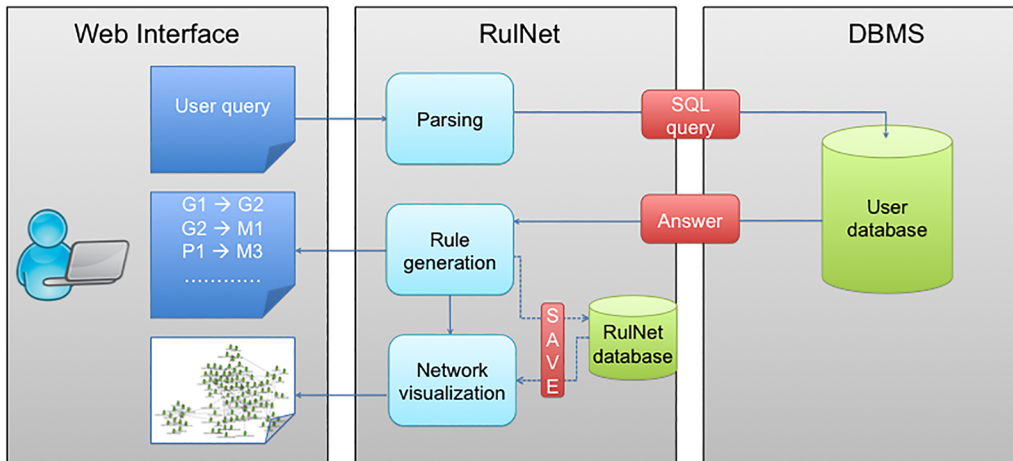 Web Interface
RulNet
DBMS
User query
Parsing
SQL
query
User
database
G1 → G2
G2 → M1
P1 → M3
............
Rule
generation
Answer
S
A
V
E
RulNet
database
Network
visualization